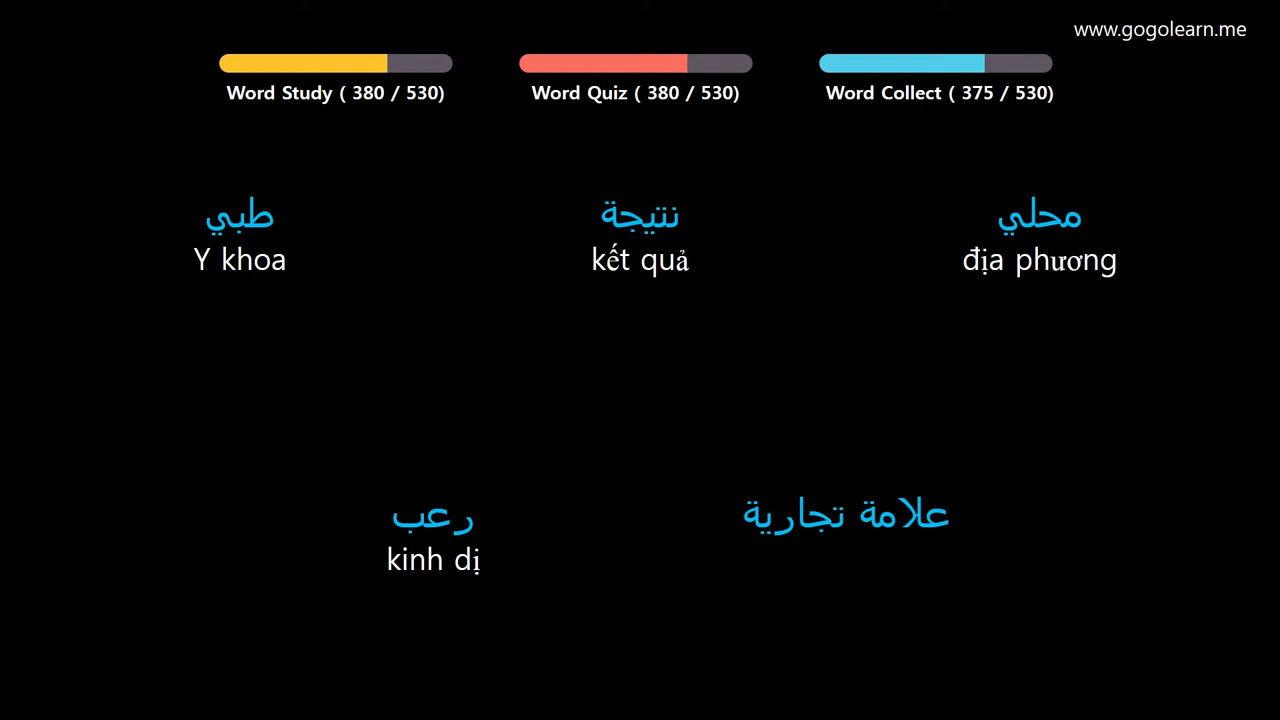 www.gogolearn.me
Word Study ( 380 / 530)
Word Quiz ( 380 / 530)
Word Collect ( 375 / 530)
طبي
Y khoa
نتيجة
kết quả
محلي
địa phương
رعب
kinh dị
علامة تجارية